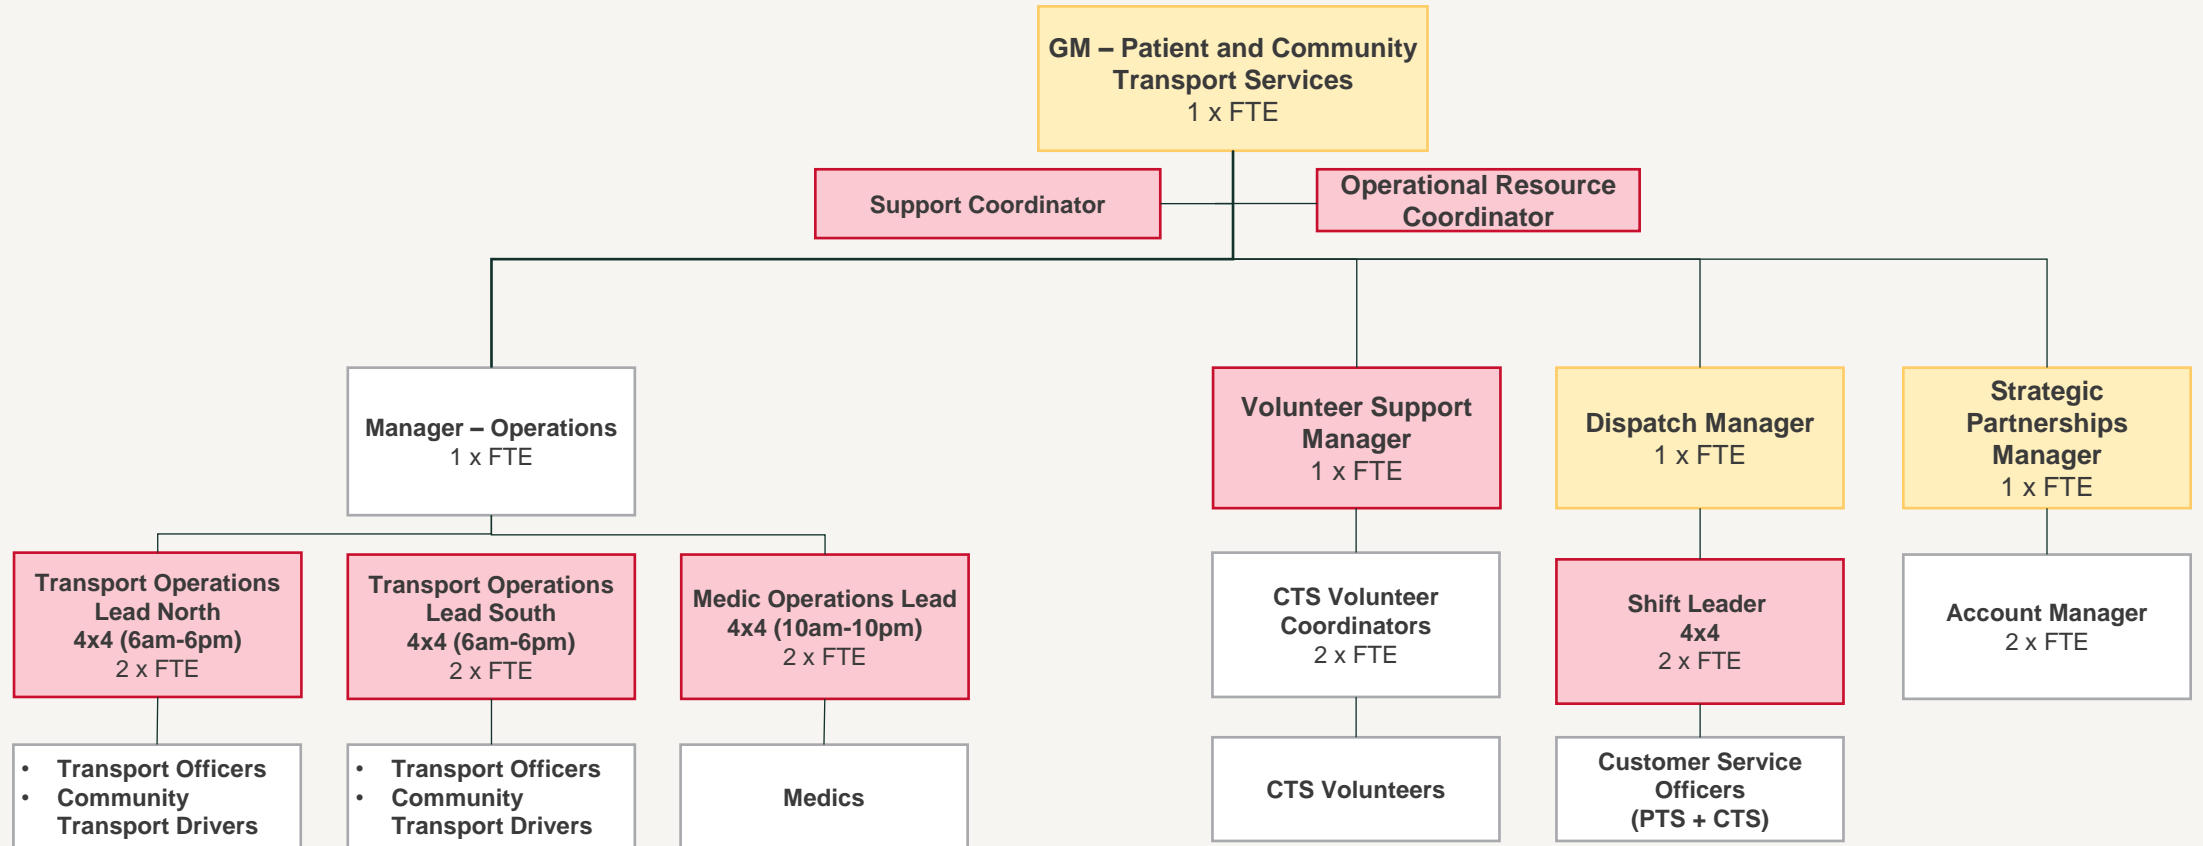 GM – Patient and Community
Transport Services
1 x FTE
Support Coordinator
Operational Resource
Coordinator
Manager – Operations
1 x FTE
Volunteer Support
Manager
1 x FTE
Dispatch Manager
1 x FTE
Strategic
Partnerships
Manager
1 x FTE
Transport Operations
Lead North
4x4 (6am-6pm)
2 x FTE
Transport Operations
Lead South
4x4 (6am-6pm)
2 x FTE
Medic Operations Lead
4x4 (10am-10pm)
2 x FTE
CTS Volunteer
Coordinators
2 x FTE
Shift Leader
4x4
2 x FTE
Account Manager
2 x FTE
• Transport Officers
• Community
Transport Drivers
• Transport Officers
• Community
Transport Drivers
Medics
CTS Volunteers
Customer Service
Officers
(PTS + CTS)